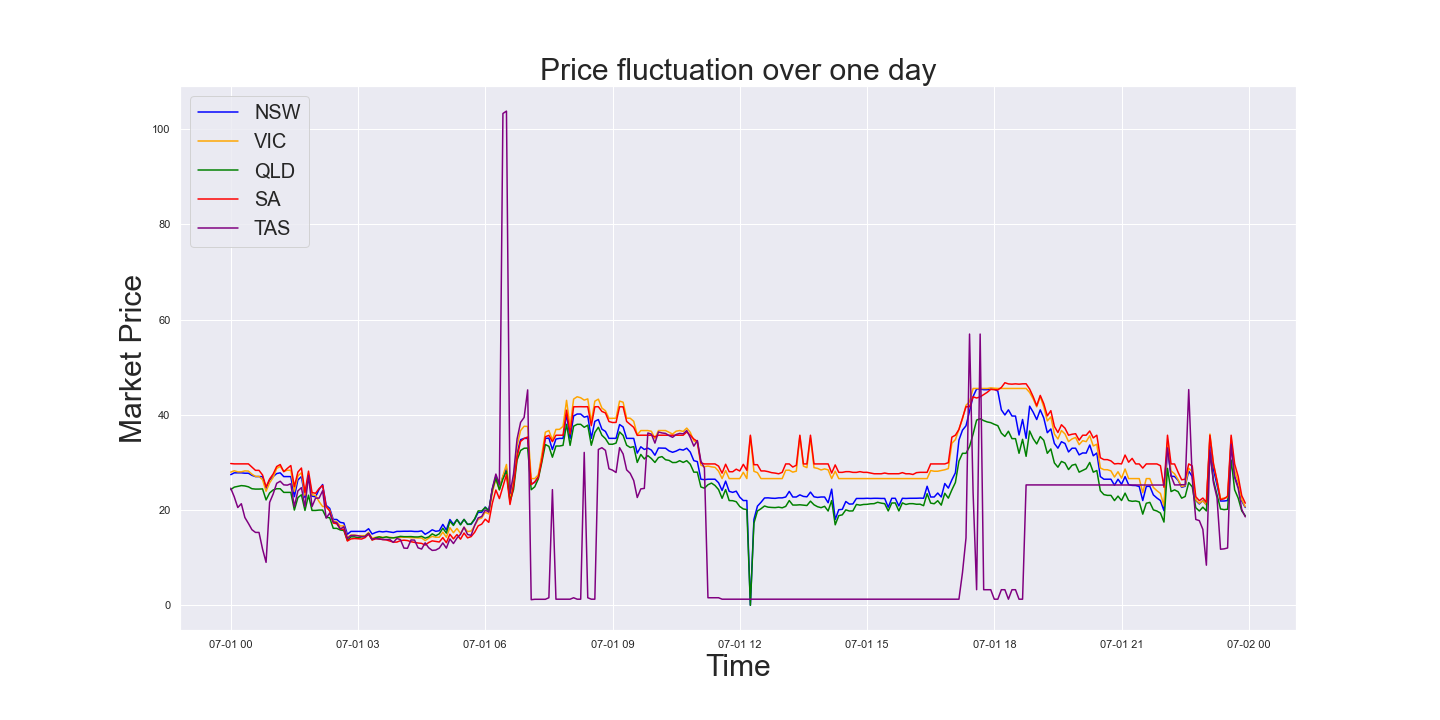 Price fluctuation over one day
NSW
VIC
QLD
SA
TAS
Market Price
100
80
60
40
20
0
07-01 00
07-01 03
07-01 06
07-01 09
07-01 12
07-01 15
07-01 18
07-01 21
07-02 00
Time